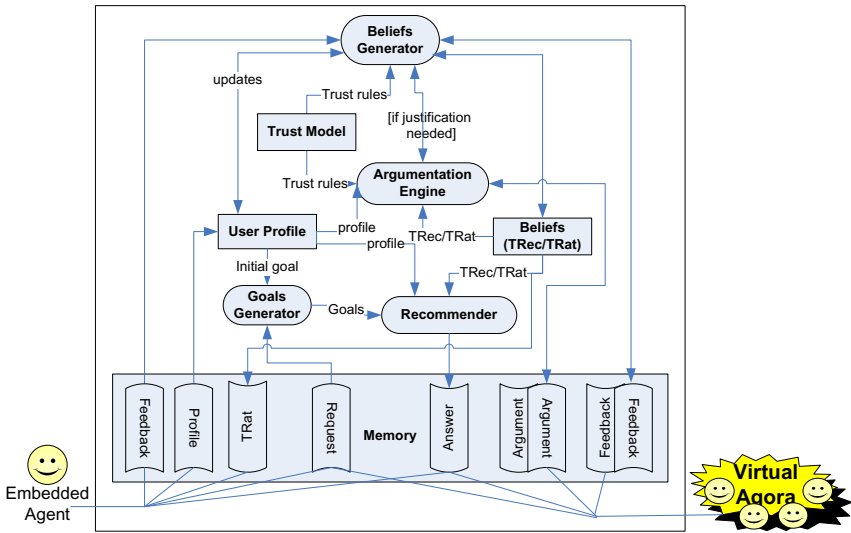 Beliefs
Generator
updates
Trust rules
[if justification
needed]
Trust Model
Argumentation
Engine
Trust rules
User Profile
profile
profile
TRec/TRat
Beliefs
(TRec/TRat)
Initial goal
TRec/TRat
Goals
Generator
Goals
Recommender
Feedback
Profile
TRat
Request
Memory
Answer
Argument
Argument
Feedback
Feedback
Embedded
Agent
Virtual
Agora